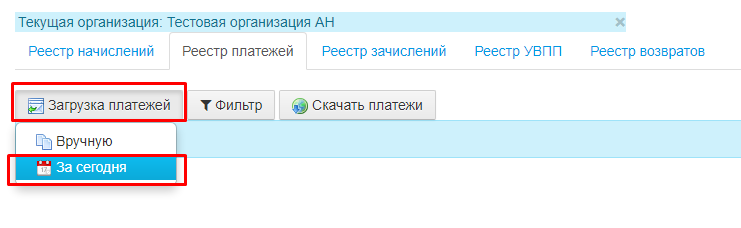 Текущая организация: Тестовая организация АН
Реестр начислений Реестр платежей Реестр зачислений Реестр УВПП Реестр возвратов
Загрузка платежей Фильтр Скачать платежи
Вручную
За сегодня